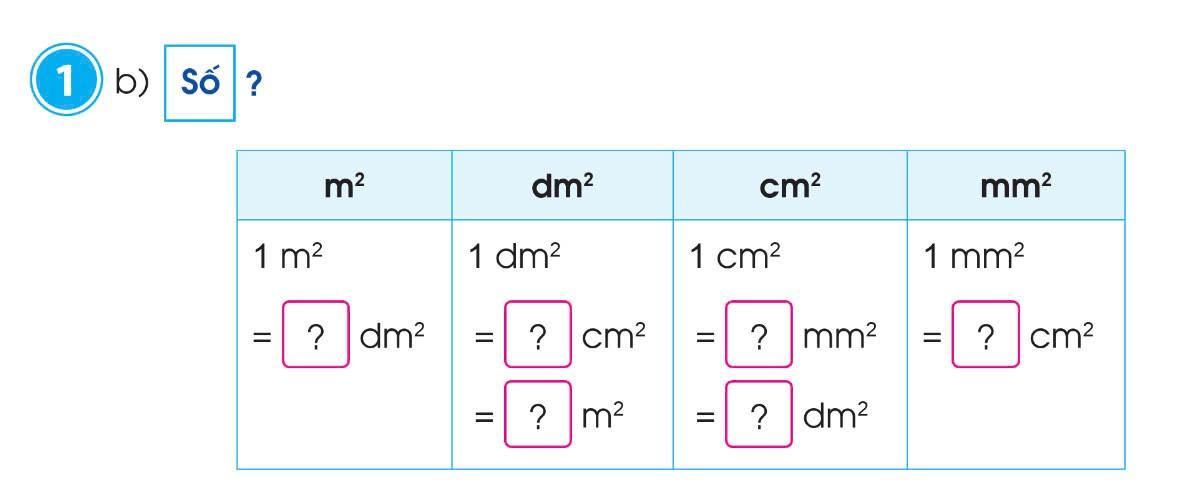 1 b) Số ?
m² dm² cm² mm²
1 m² 1 dm² 1 cm² 1 mm²
= ? dm² = ? cm² = ? mm² = ? cm²
= ? m² = ? dm²